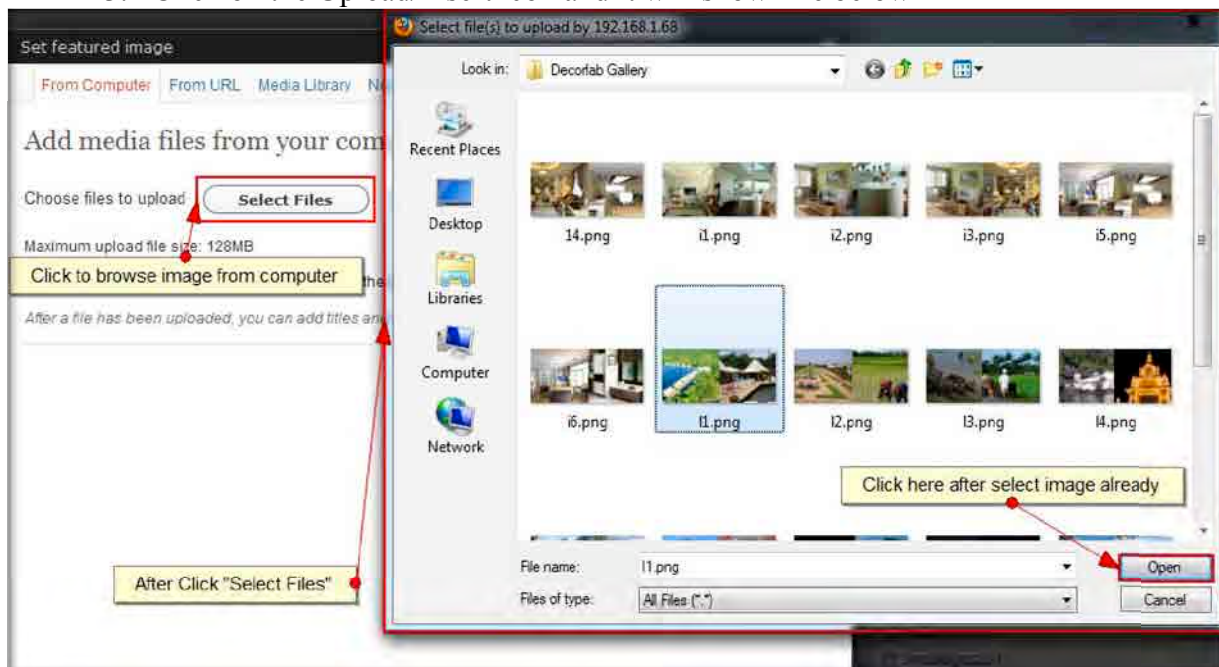 Set featured image
From Computer From URL Media Library
Add media files from your com
Choose files to upload Select Files
Maximum upload file size: 128MB
Click to browse image from computer
the
After a file has been uploaded, you can add titles and
After Click "Select Files"
Select file(s) to upload by 192.168.1.68
Look in: Decorfab Gallery
Recent Places
Desktop
Libraries
Computer
Network
14.png i1.png i2.png i3.png i5.png
i6.png l1.png l2.png l3.png l4.png
Click here after select image already
File name: l1.png Open
Files of type: All Files (*.*) Cancel